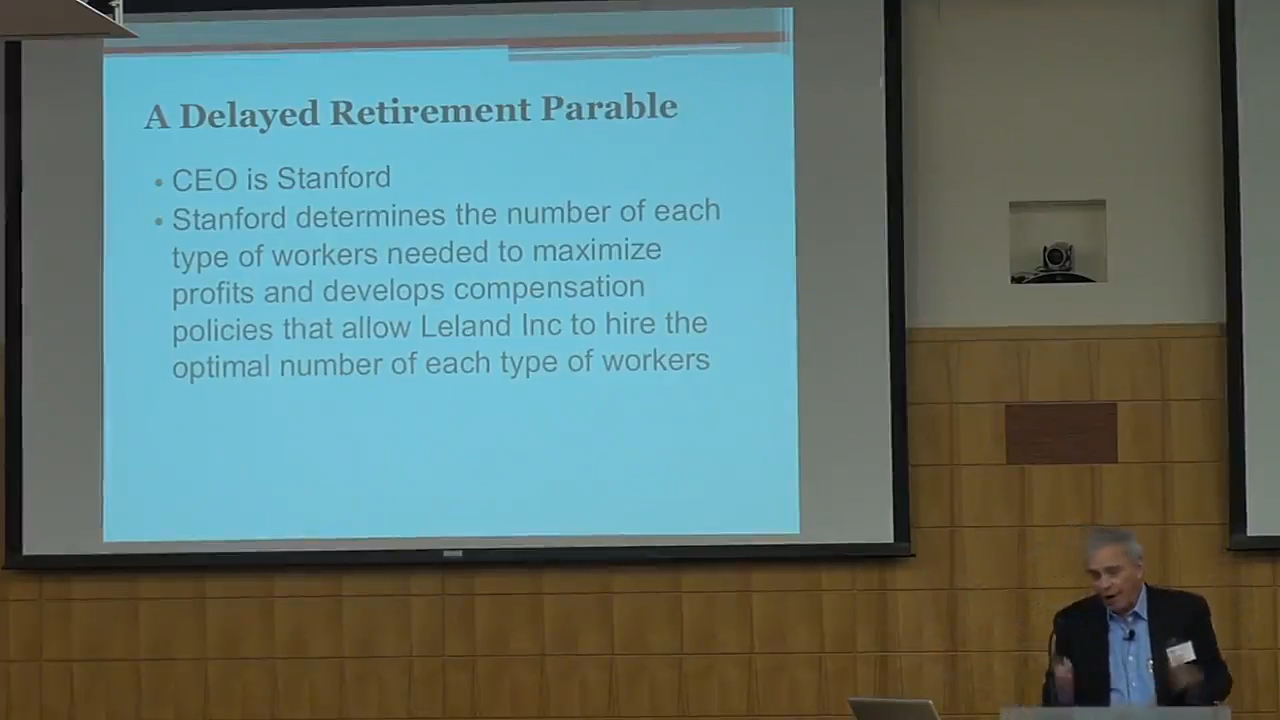 A Delayed Retirement Parable
• CEO is Stanford
• Stanford determines the number of each
type of workers needed to maximize
profits and develops compensation
policies that allow Leland Inc to hire the
optimal number of each type of workers